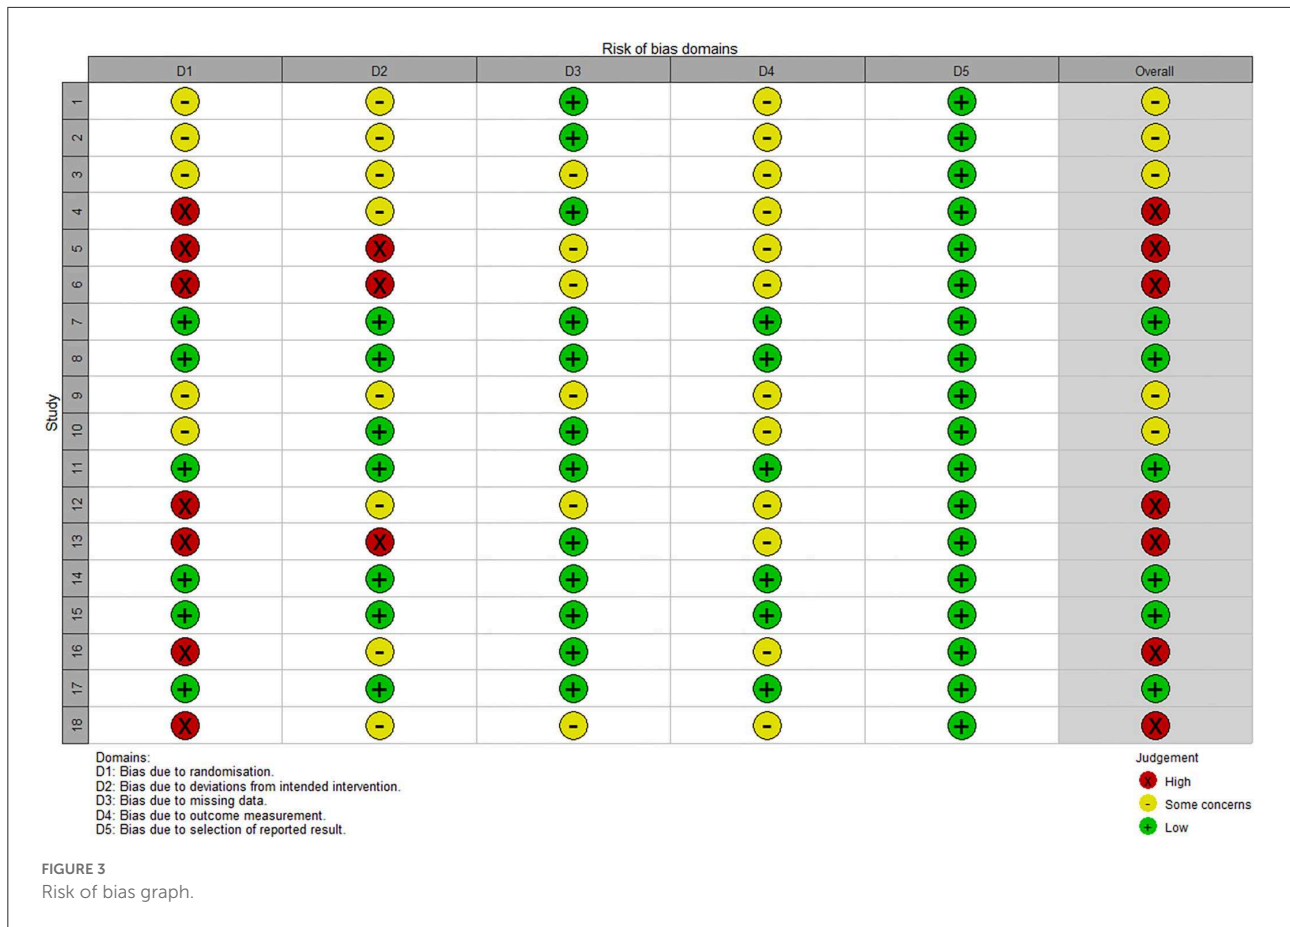 Risk of bias domains
D1 D2 D3 D4 D5 Overall
Study
1 - - + - + -
2 - - + - + -
3 - - - - + -
4 X - + - + X
5 X X - - + X
6 X X - - + X
7 + + + + + +
8 + + + + + +
9 - - - - + -
10 - + + - + -
11 + + + + + +
12 X - - - + X
13 X X + - + X
14 + + + + + +
15 + + + + + +
16 X - + - + X
17 + + + + + +
18 X - - - + X
Domains:
D1: Bias due to randomisation.
D2: Bias due to deviations from intended intervention.
D3: Bias due to missing data.
D4: Bias due to outcome measurement.
D5: Bias due to selection of reported result.
Judgement
X High
- Some concerns
+ Low
FIGURE 3
Risk of bias graph.